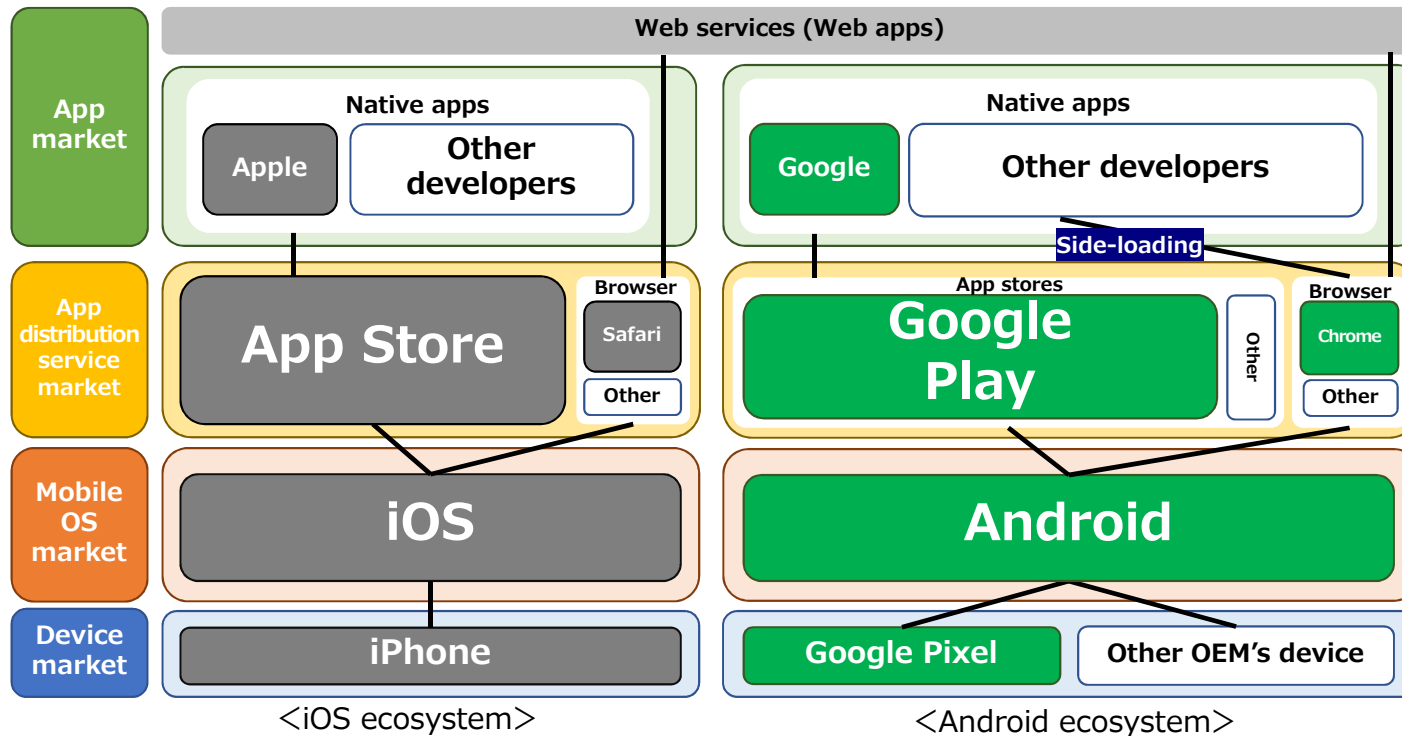 Web services (Web apps)
App
market
Native apps
Apple
Other
developers
Native apps
Google
Other developers
Side-loading
App
distribution
service
market
App Store
Browser
Safari
Other
App stores
Google
Play
Other
Browser
Chrome
Other
Mobile
OS
market
iOS
Android
Device
market
iPhone
Google Pixel
Other OEM’s device
＜iOS ecosystem＞
＜Android ecosystem＞